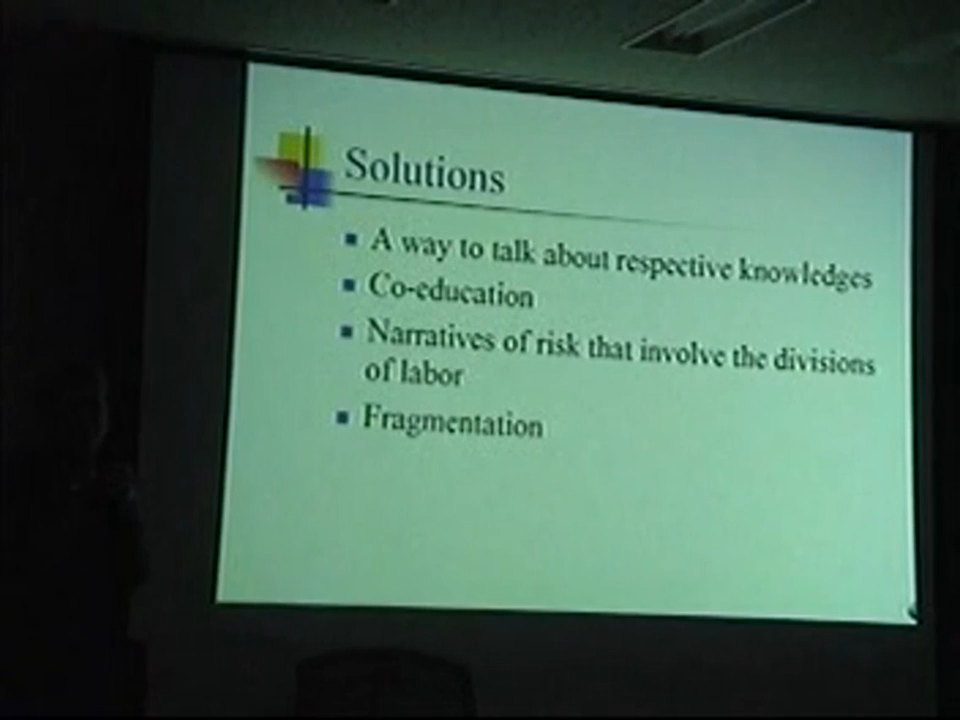 Solutions
A way to talk about respective knowledges
Co-education
Narratives of risk that involve the divisions
of labor
Fragmentation